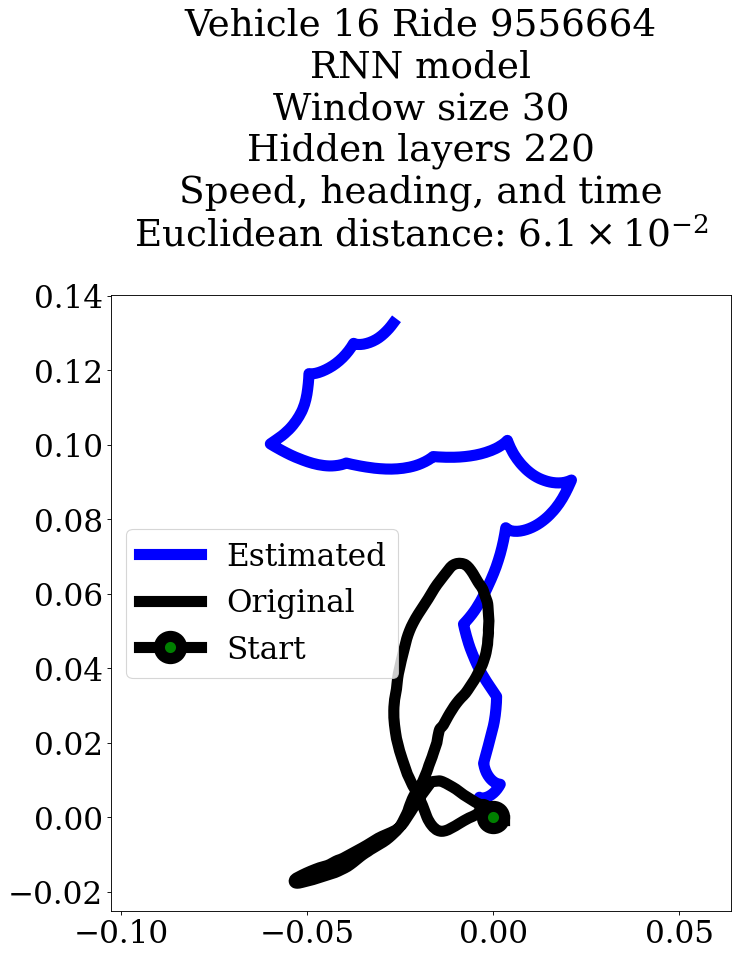 Vehicle 16 Ride 9556664
RNN model
Window size 30
Hidden layers 220
Speed, heading, and time
Euclidean distance: 6.1 × 10⁻²
0.14
0.12
0.10
0.08
0.06
0.04
0.02
0.00
−0.02
Estimated
Original
Start
−0.10 −0.05 0.00 0.05